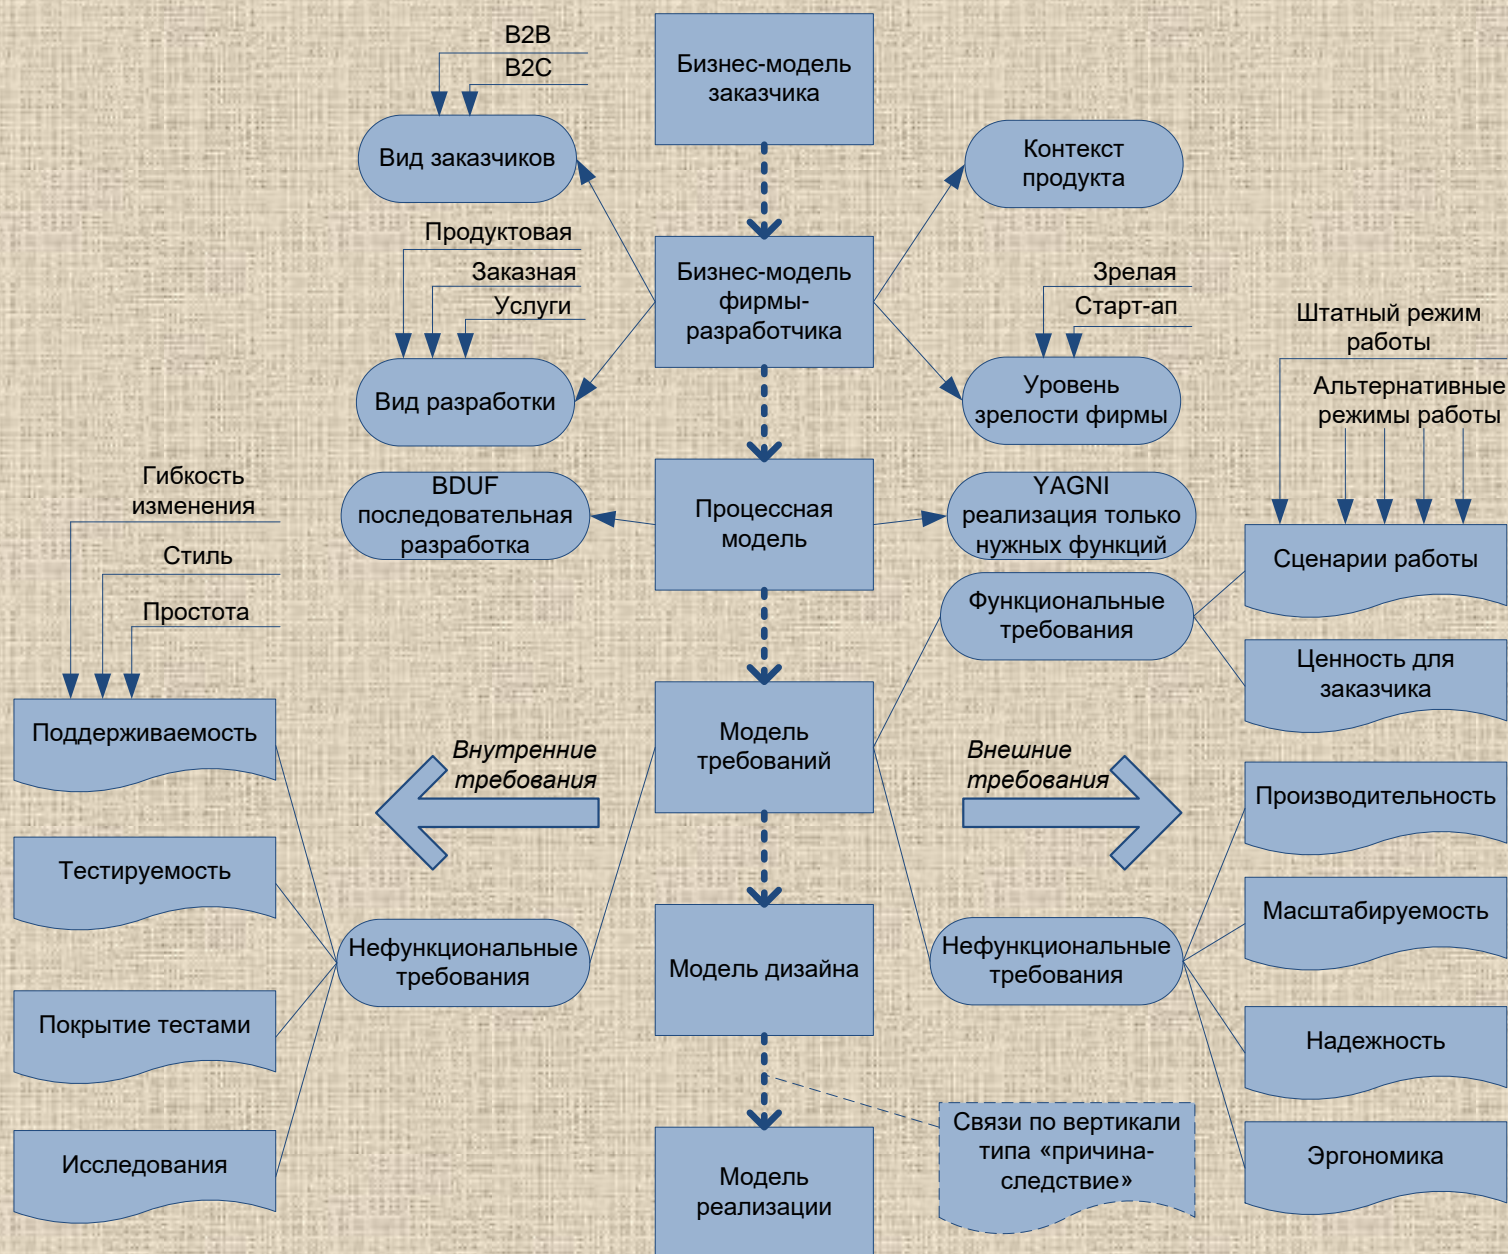 B2B
B2C
Вид заказчиков
Бизнес-модель
заказчика
Контекст
продукта
Продуктовая
Заказная
Услуги
Вид разработки
Бизнес-модель
фирмы-
разработчика
Зрелая
Старт-ап
Уровень
зрелости фирмы
Штатный режим
работы
Альтернативные
режимы работы
Гибкость
изменения
Стиль
Простота
BDUF
последовательная
разработка
Процессная
модель
YAGNI
реализация только
нужных функций
Сценарии работы
Функциональные
требования
Ценность для
заказчика
Поддерживаемость
Внутренние
требования
Модель
требований
Внешние
требования
Производительность
Тестируемость
Масштабируемость
Нефункциональные
требования
Модель дизайна
Нефункциональные
требования
Покрытие тестами
Надежность
Исследования
Модель
реализации
Связи по вертикали
типа «причина-
следствие»
Эргономика